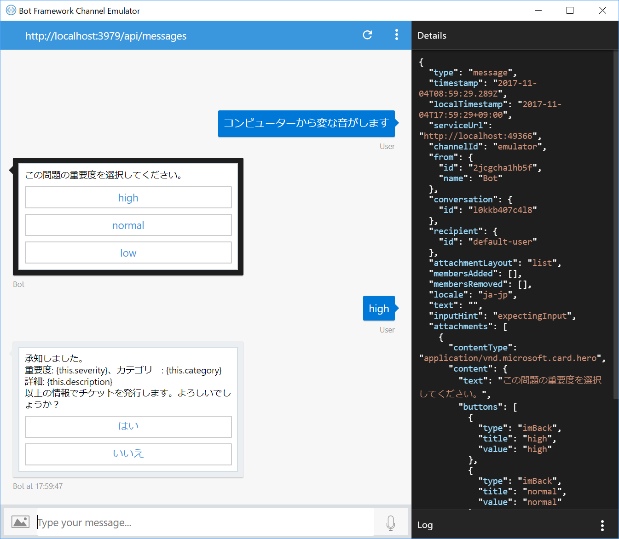 Bot Framework Channel Emulator
http://localhost:3979/api/messages
コンピューターから変な音がします
User
この問題の重要度を選択してください。
high
normal
low
Bot
high
User
承知しました。
重要度: {this.severity}、カテゴリ : {this.category}
詳細: {this.description}
以上の情報でチケットを発行します。よろしいでし
ょうか？
はい
いいえ
Bot at 17:59:47
Type your message...
Details
{
"type": "message",
"timestamp": "2017-11-
04T08:59:29.289Z",
"localTimestamp": "2017-11-
04T17:59:29+09:00",
"serviceUrl":
"http://localhost:49366",
"channelId": "emulator",
"from": {
"id": "2jcgcha1hb5f",
"name": "Bot"
},
"conversation": {
"id": "l0kkb407c4l8"
},
"recipient": {
"id": "default-user"
},
"attachmentLayout": "list",
"membersAdded": [],
"membersRemoved": [],
"locale": "ja-jp",
"text": "",
"inputHint": "expectingInput",
"attachments": [
{
"contentType":
"application/vnd.microsoft.card.hero",
"content": {
"text": "この問題の重要度を選択
してください。",
"buttons": [
{
"type": "imBack",
"title": "high",
"value": "high"
},
{
"type": "imBack",
"title": "normal",
"value": "normal"
Log